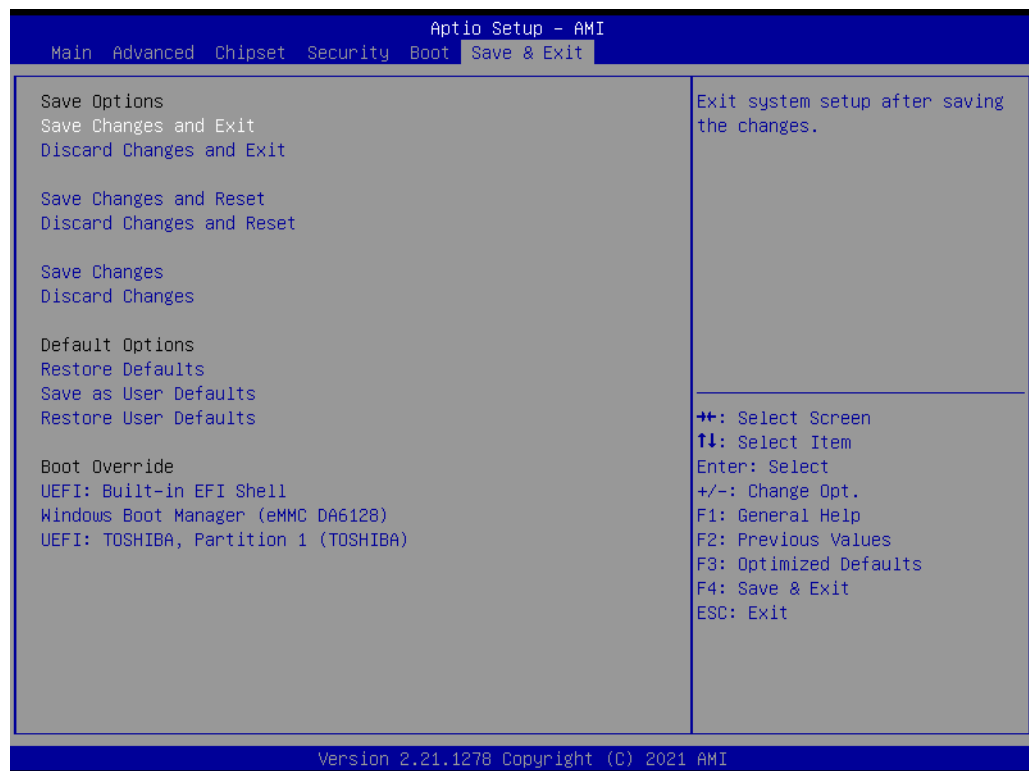 Aptio Setup – AMI
Main Advanced Chipset Security Boot Save & Exit
Save Options
Save Changes and Exit
Discard Changes and Exit
Save Changes and Reset
Discard Changes and Reset
Save Changes
Discard Changes
Default Options
Restore Defaults
Save as User Defaults
Restore User Defaults
Boot Override
UEFI: Built-in EFI Shell
Windows Boot Manager (eMMC DA6128)
UEFI: TOSHIBA, Partition 1 (TOSHIBA)
Exit system setup after saving
the changes.
→←: Select Screen
↑↓: Select Item
Enter: Select
+/-: Change Opt.
F1: General Help
F2: Previous Values
F3: Optimized Defaults
F4: Save & Exit
ESC: Exit
Version 2.21.1278 Copyright (C) 2021 AMI